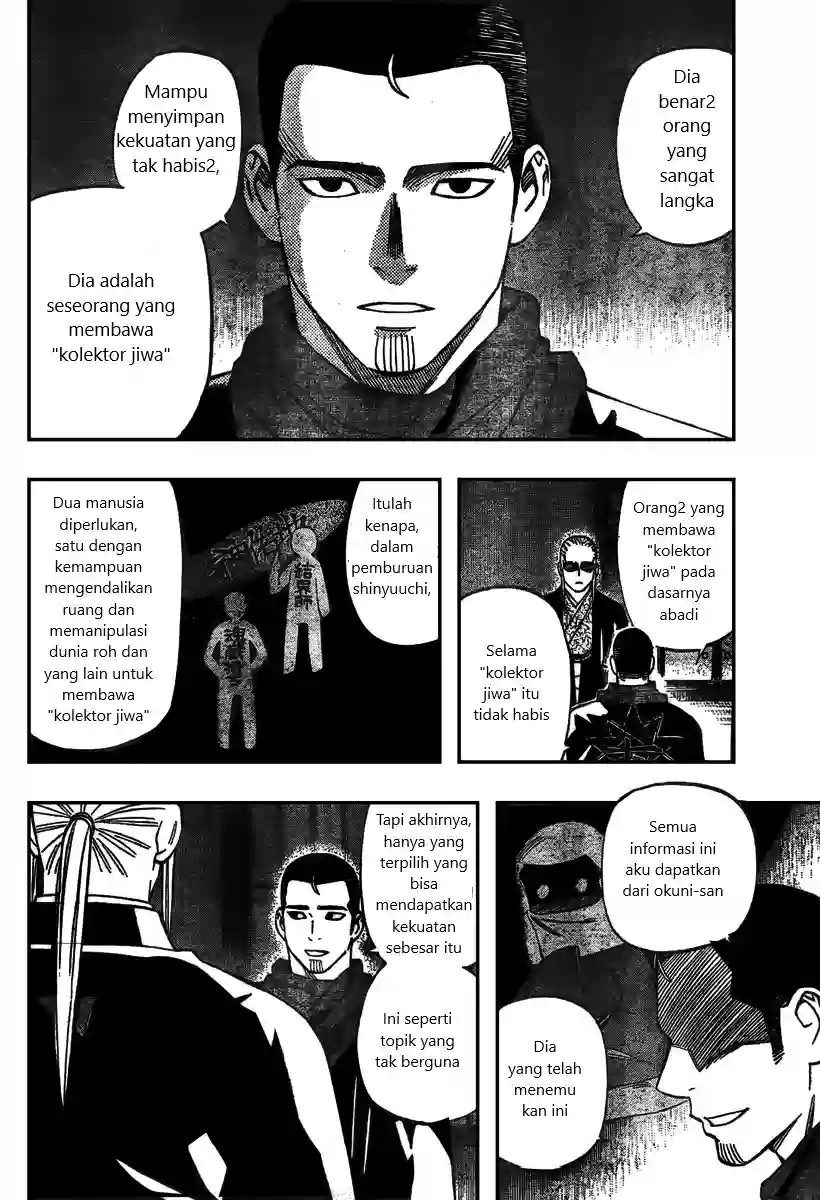 Dia
benar2
orang
yang
sangat
langka
Mampu
menyimpan
kekuatan yang
tak habis2,
Dia adalah
seseorang yang
membawa
"kolektor jiwa"
Orang2 yang
membawa
"kolektor
jiwa" pada
dasarnya
abadi
Selama
"kolektor
jiwa" itu
tidak habis
Itulah
kenapa,
dalam
pemburuan
shinyuuchi,
結界師
Dua manusia
diperlukan,
satu dengan
kemampuan
mengendalikan
ruang dan
memanipulasi
dunia roh dan
yang lain untuk
membawa
"kolektor jiwa"
Semua
informasi ini
aku dapatkan
dari okuni-san
Dia
yang telah
menemu
kan ini
Tapi akhirnya,
hanya yang
terpilih yang
bisa
mendapatkan
kekuatan
sebesar itu
Ini seperti
topik yang
tak berguna